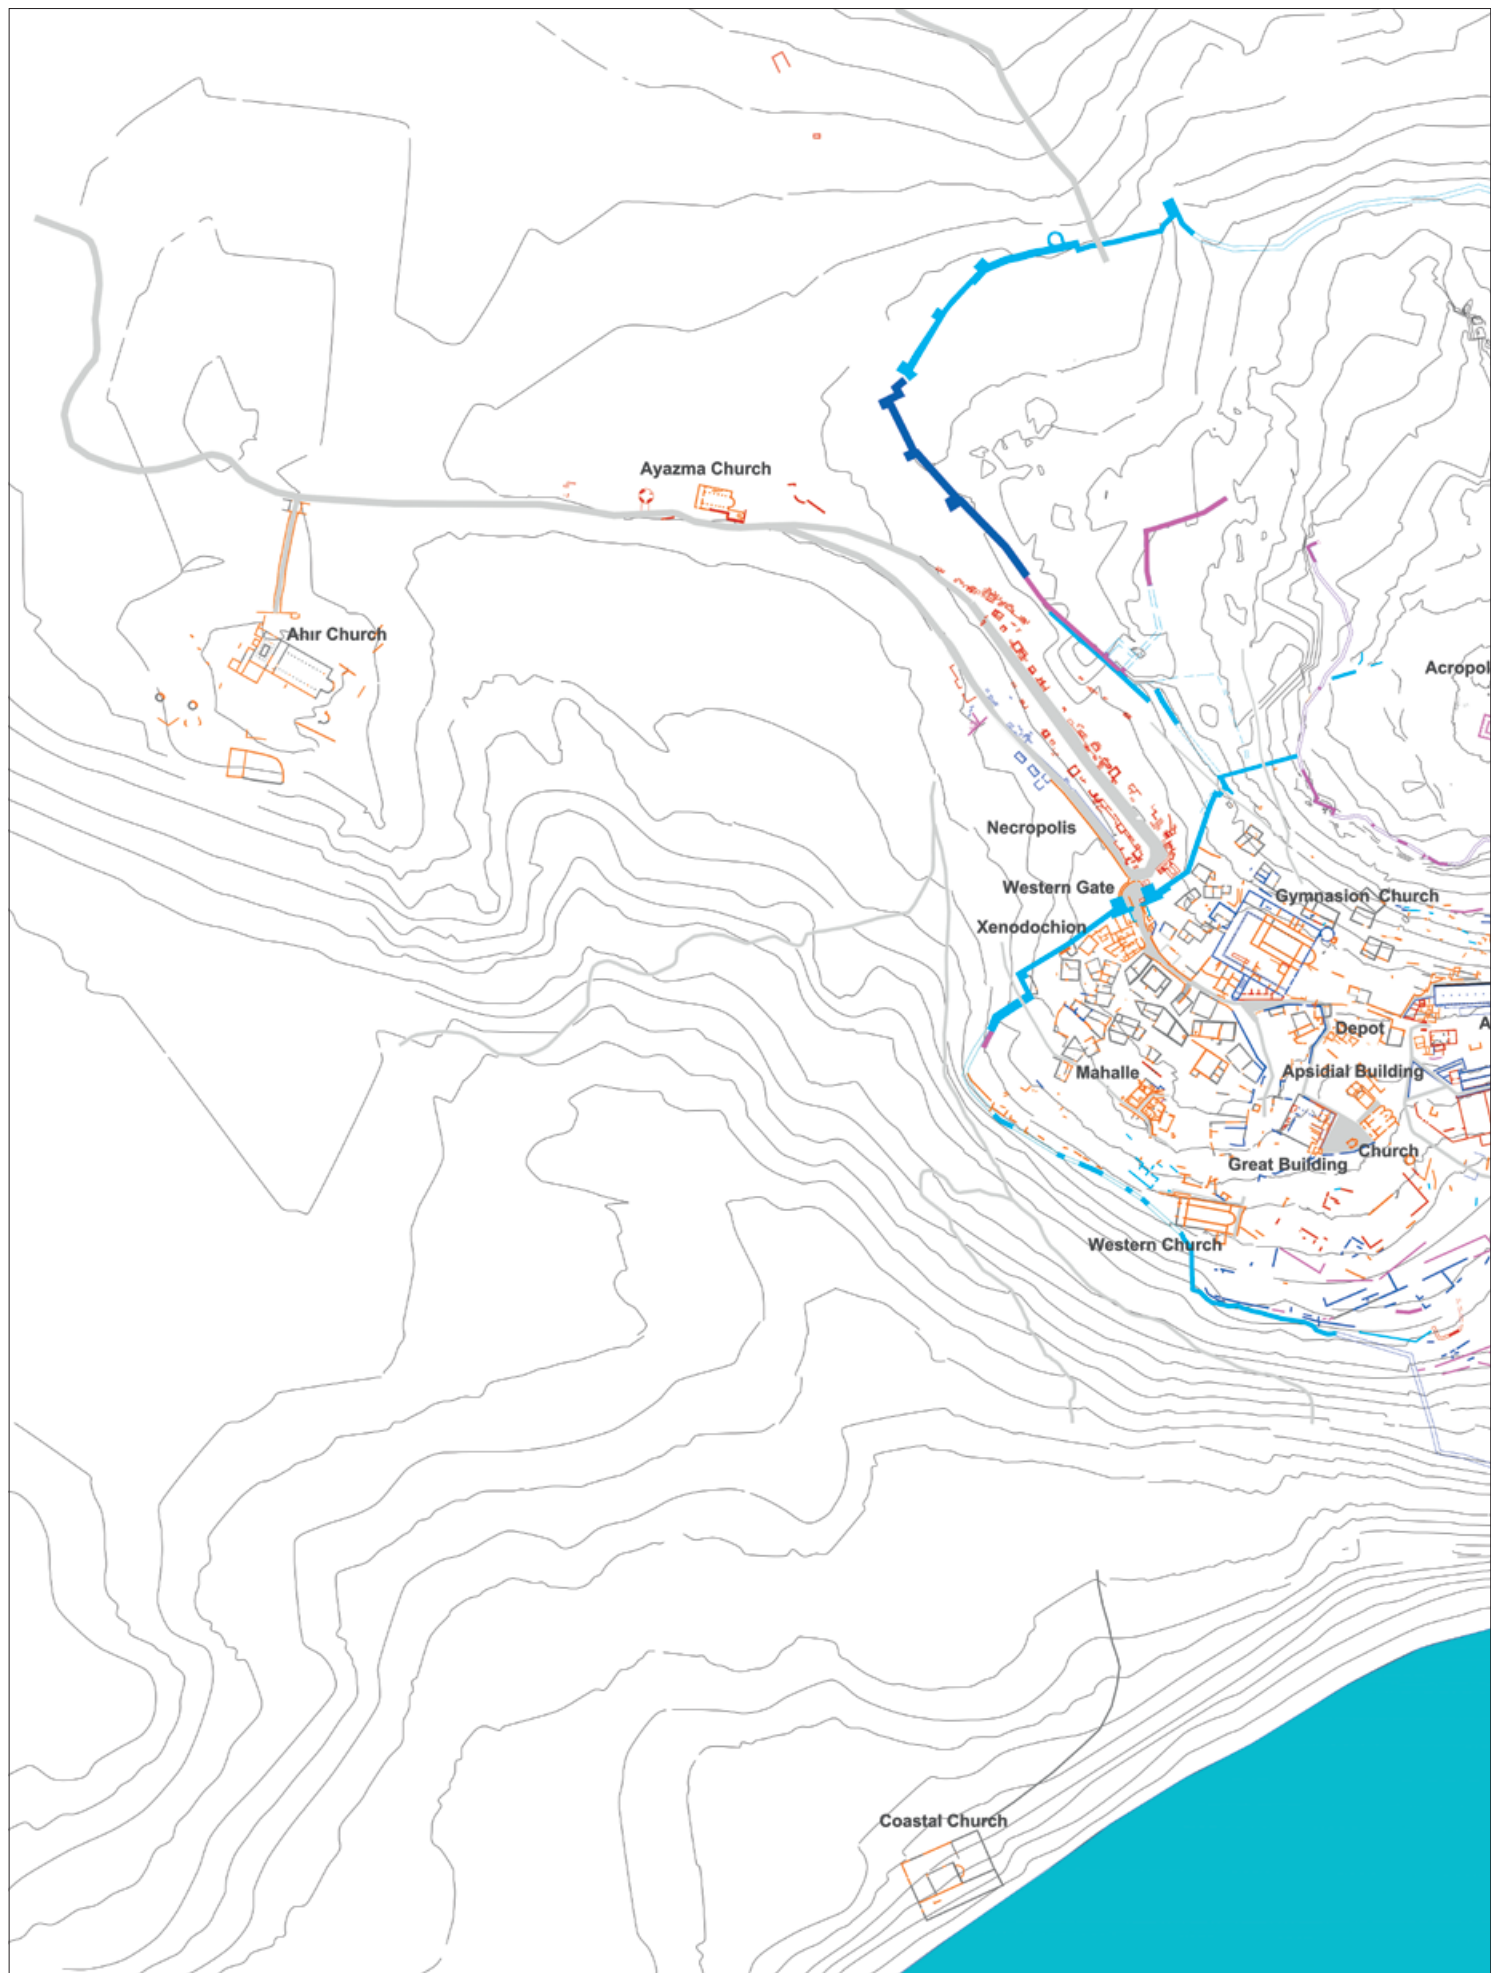 Ayazma Church
Ahır Church
Acropol
Necropolis
Western Gate
Gymnasion Church
Xenodochion
Depot
A
Mahalle
Apsidial Building
Church
Great Building
Western Church
Coastal Church